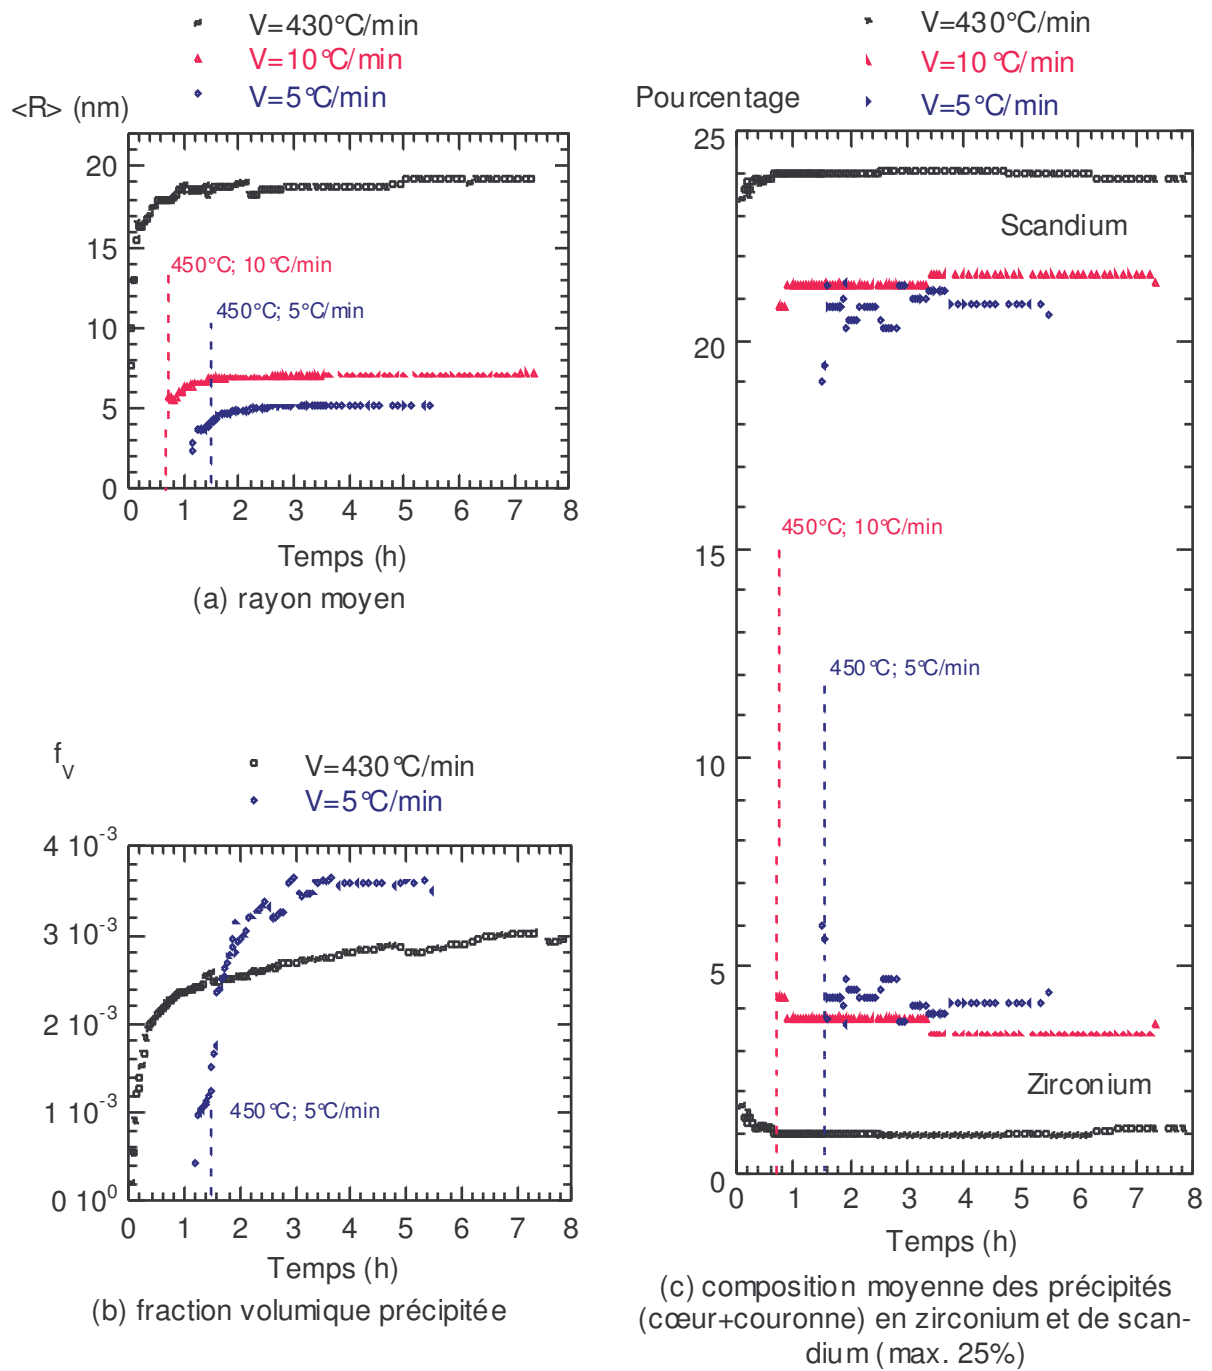 V=430°C/min
V=10°C/min
V=5°C/min
<R> (nm)
20
15
10
5
0
450°C; 10°C/min
450°C; 5°C/min
0 1 2 3 4 5 6 7 8
Temps (h)
(a) rayon moyen
f_v
V=430°C/min
V=5°C/min
4 10^-3
3 10^-3
2 10^-3
1 10^-3
0 10^0
450°C; 5°C/min
0 1 2 3 4 5 6 7 8
Temps (h)
(b) fraction volumique précipitée
V=430°C/min
V=10°C/min
V=5°C/min
Pourcentage
25
20
15
10
5
0
Scandium
450°C; 10°C/min
450°C; 5°C/min
Zirconium
0 1 2 3 4 5 6 7 8
Temps (h)
(c) composition moyenne des précipités
(cœur+couronne) en zirconium et de scan-
dium (max. 25%)